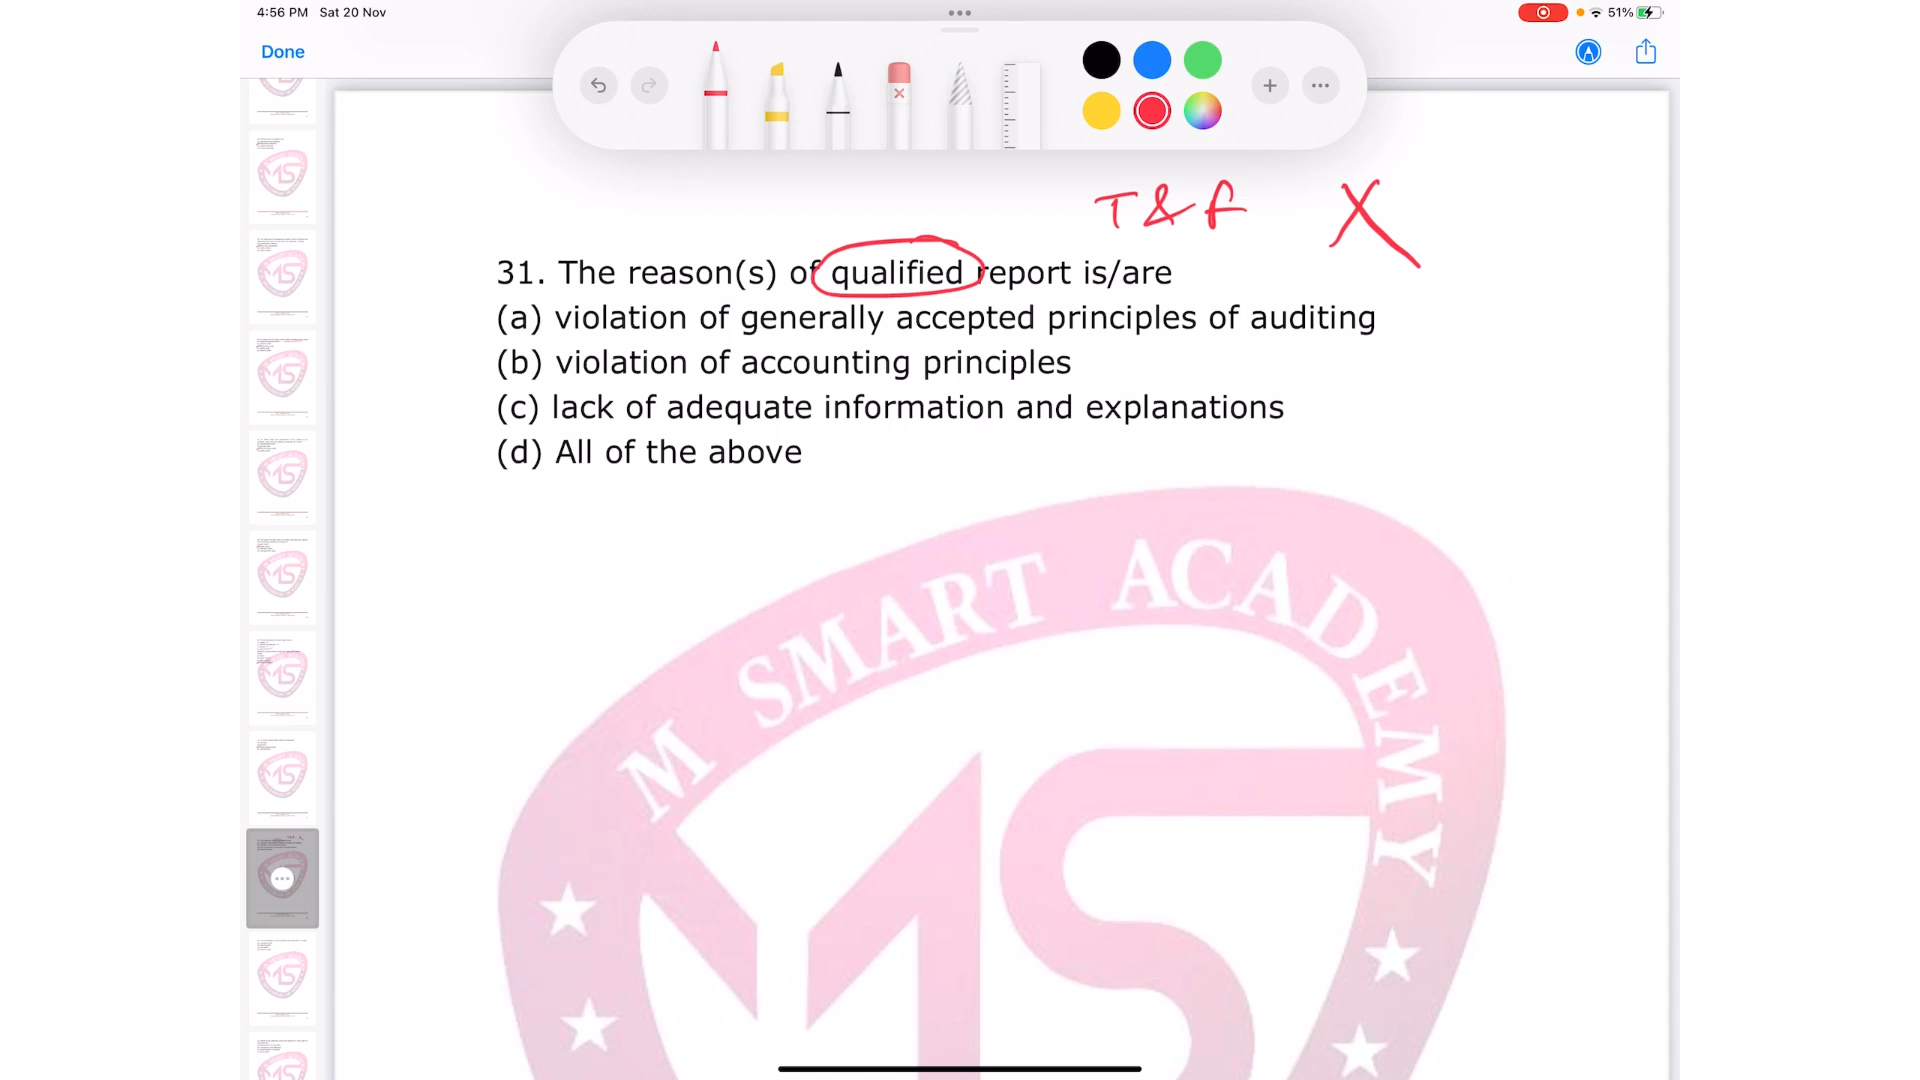 4:56 PM Sat 20 Nov
51%
Done
T & F X
31. The reason(s) of qualified report is/are
(a) violation of generally accepted principles of auditing
(b) violation of accounting principles
(c) lack of adequate information and explanations
(d) All of the above
M SMART ACADEMY
MS